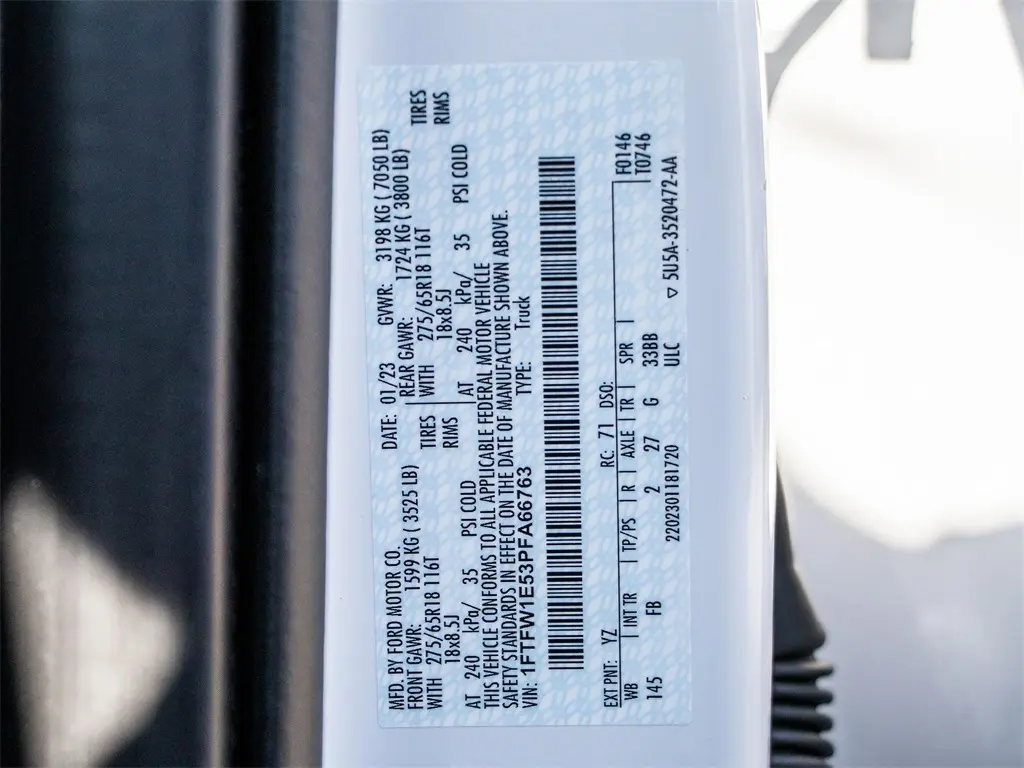 MFD. BY FORD MOTOR CO. DATE: 01/23 GVWR: 3198 KG ( 7050 LB)
FRONT GAWR: 1599 KG ( 3525 LB) REAR GAWR: 1724 KG ( 3800 LB)
WITH 275/65R18 116T TIRES WITH 275/65R18 116T TIRES
18x8.5J RIMS 18x8.5J RIMS
AT 240 kPa/ 35 PSI COLD AT 240 kPa/ 35 PSI COLD
THIS VEHICLE CONFORMS TO ALL APPLICABLE FEDERAL MOTOR VEHICLE
SAFETY STANDARDS IN EFFECT ON THE DATE OF MANUFACTURE SHOWN ABOVE.
VIN: 1FTFW1E53PFA66763 TYPE: Truck
EXT PNT: YZ RC: 71 DSO: F0146
WB INT TR TP/PS R AXLE TR SPR T0746
145 FB 2 27 G 33BB
2202301181720 ULC ▽ 5U5A-3520472-AA